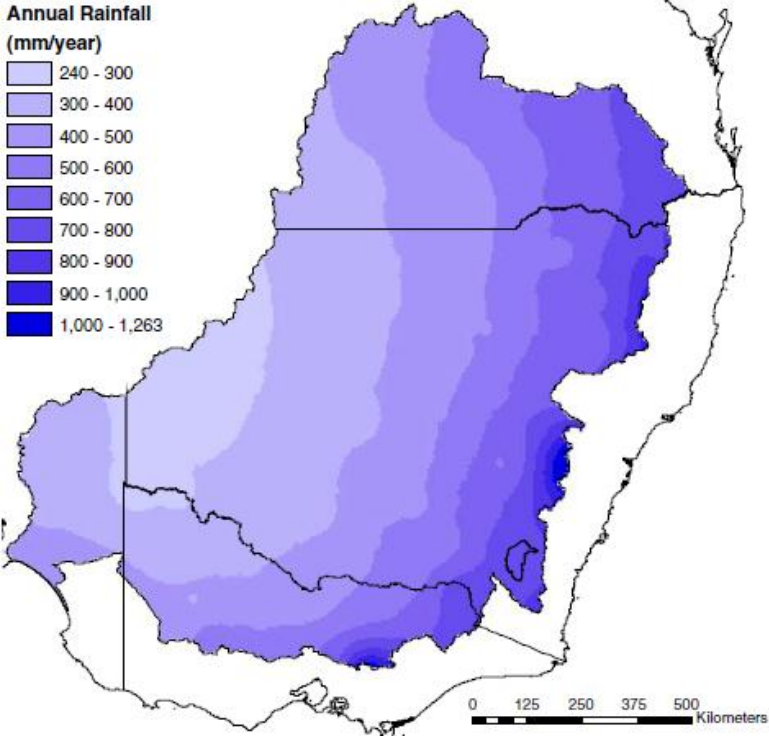 Annual Rainfall
(mm/year)
240 - 300
300 - 400
400 - 500
500 - 600
600 - 700
700 - 800
800 - 900
900 - 1,000
1,000 - 1,263
0 125 250 375 500
Kilometers